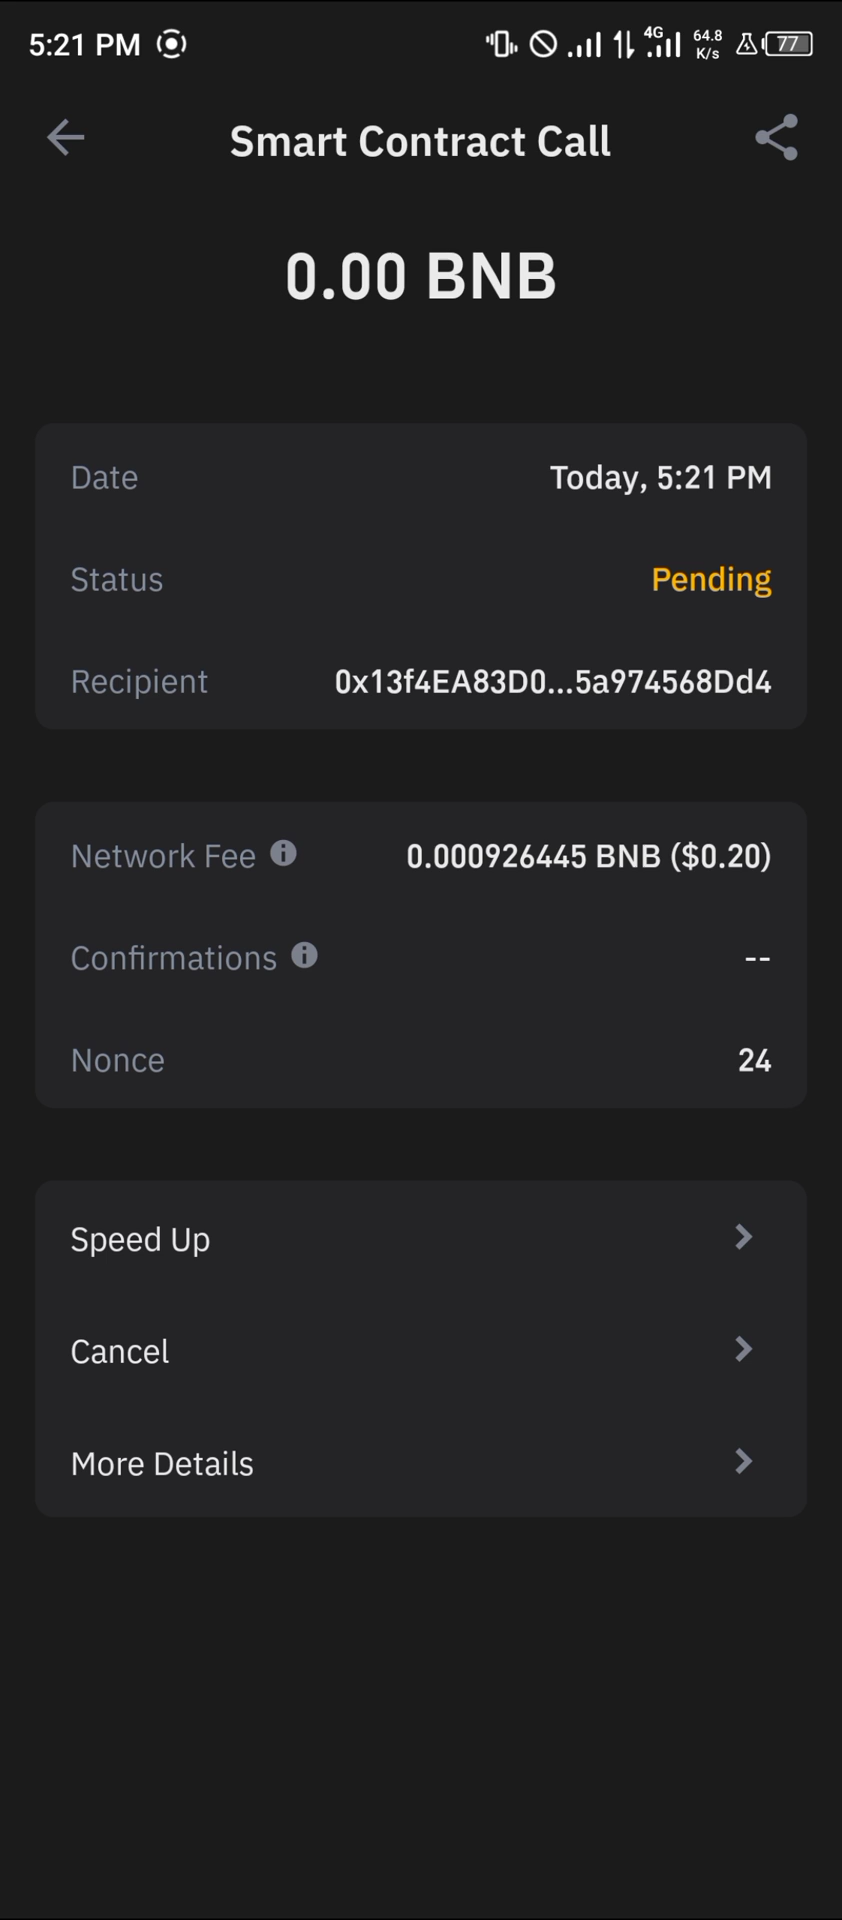 5:21 PM 4G 64.8 K/s 77
Smart Contract Call
0.00 BNB
Date Today, 5:21 PM
Status Pending
Recipient 0x13f4EA83D0...5a974568Dd4
Network Fee 0.000926445 BNB ($0.20)
Confirmations --
Nonce 24
Speed Up
Cancel
More Details